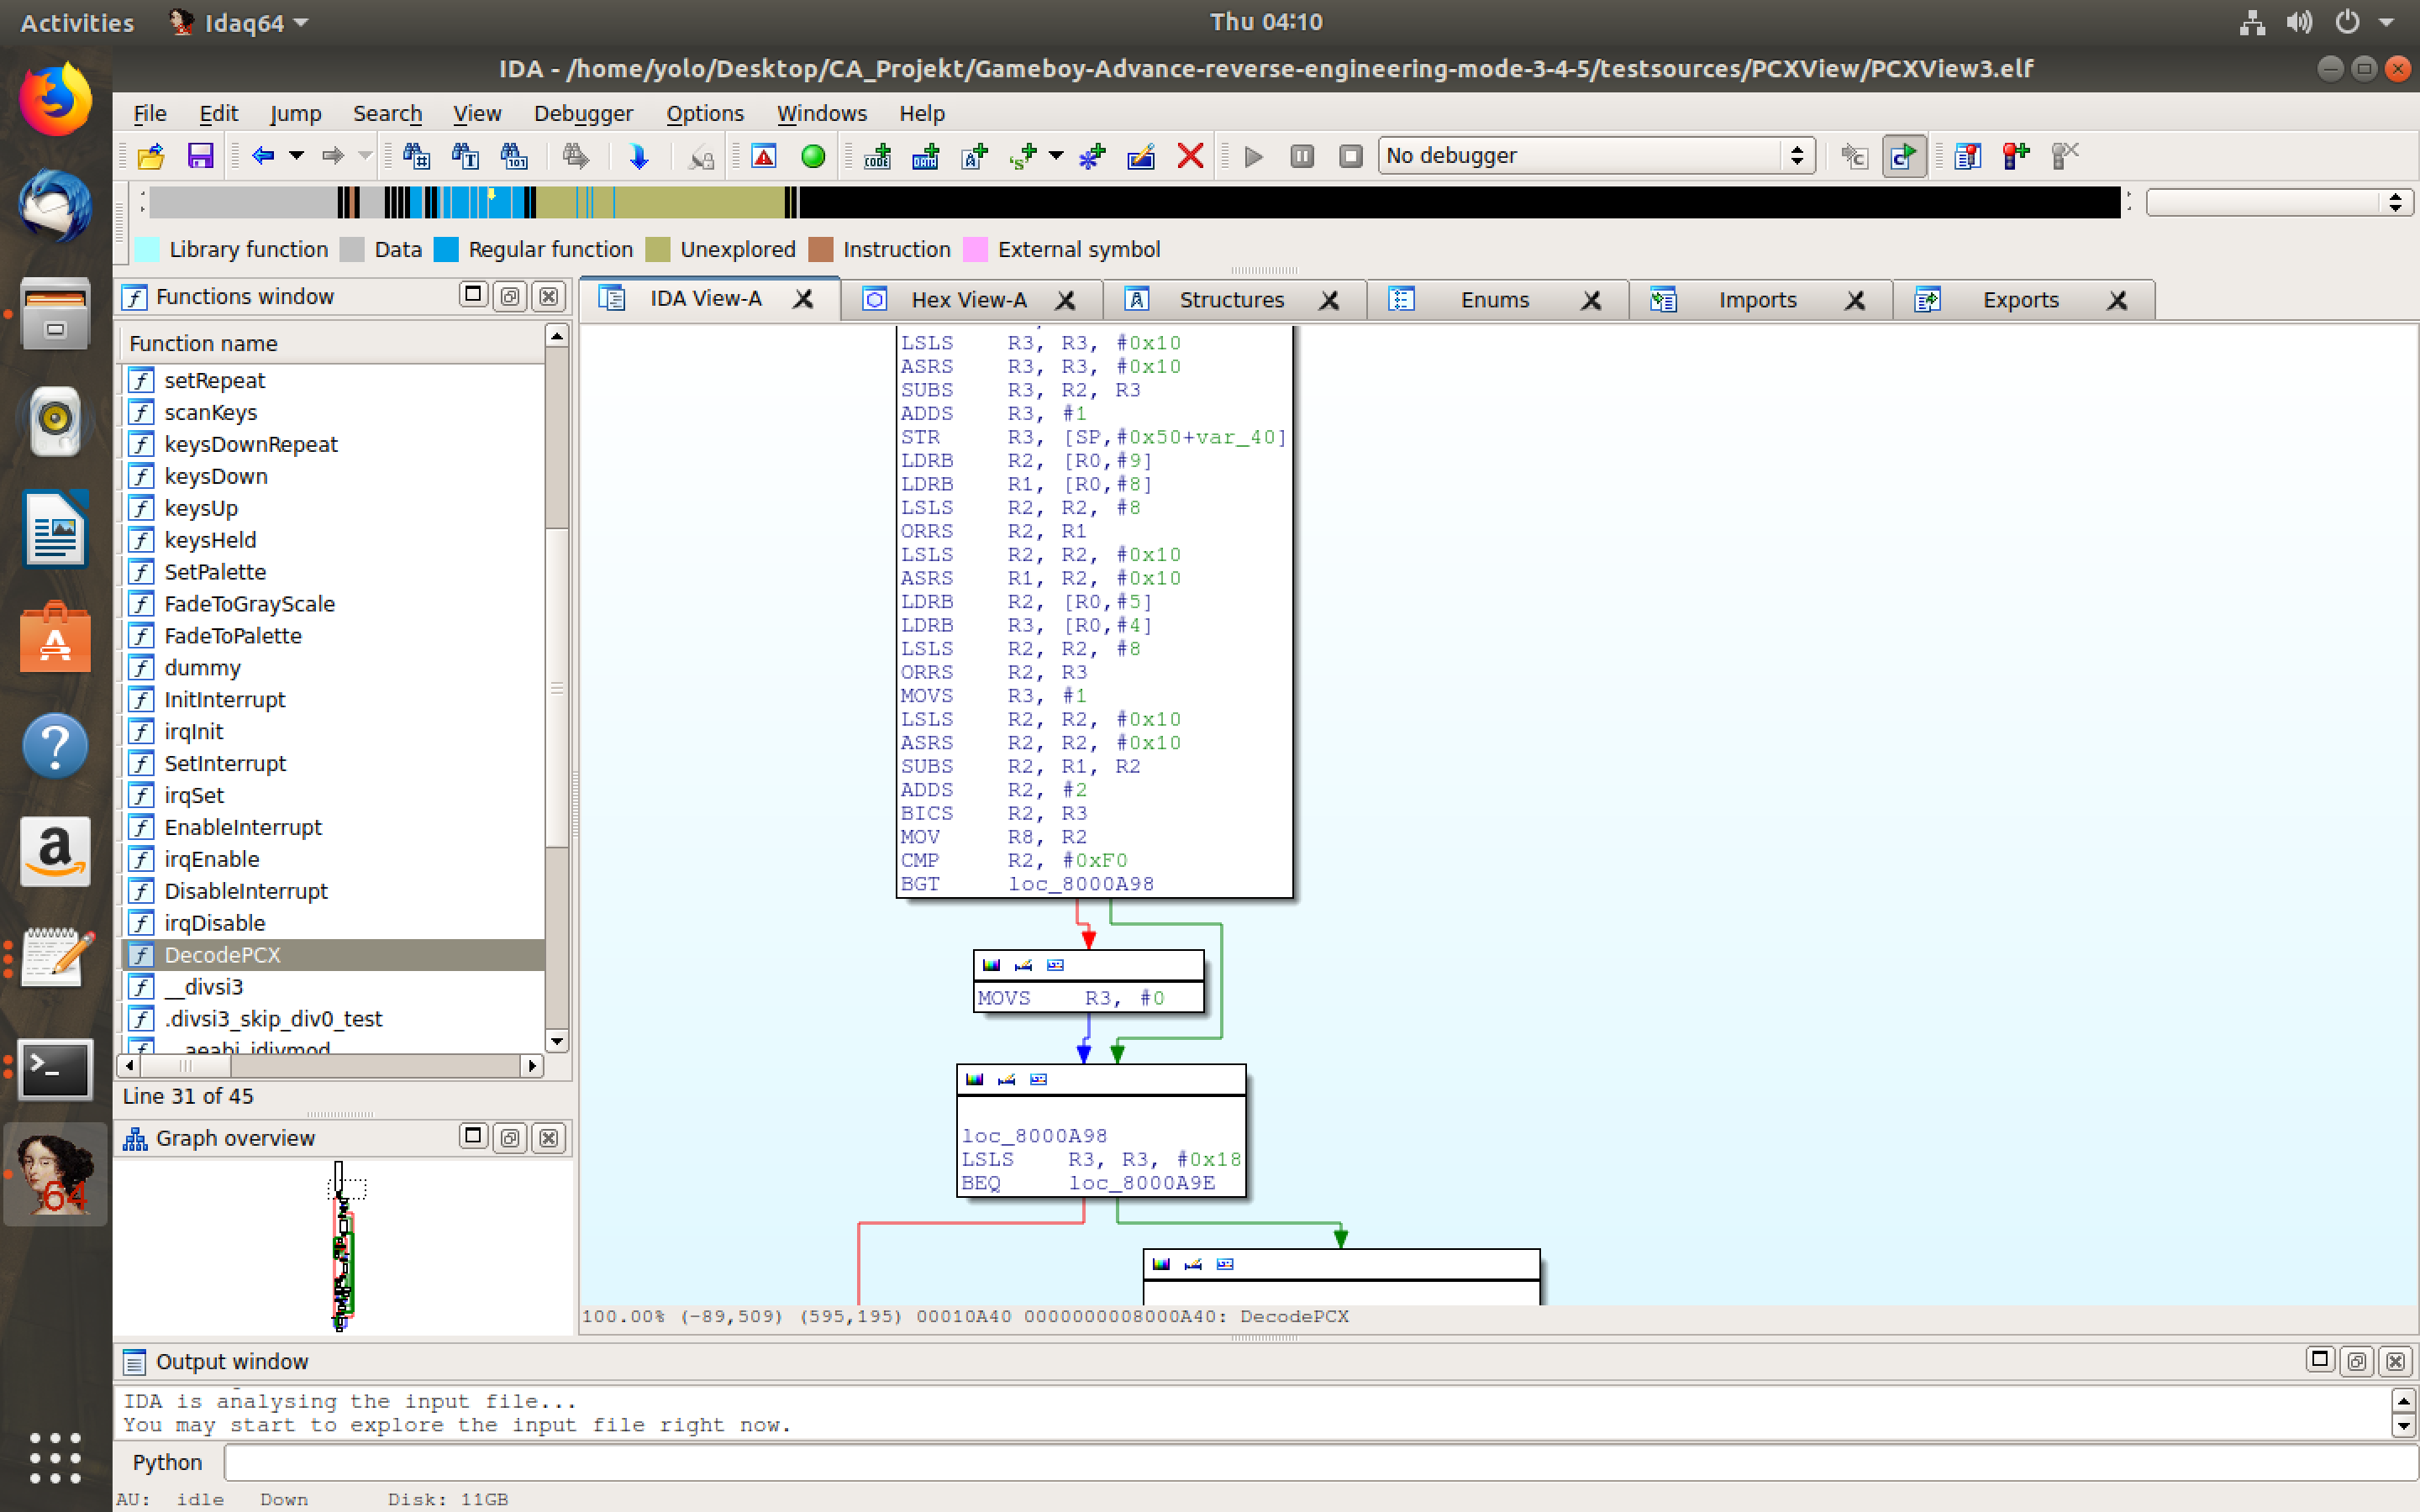 Activities
Idaq64
Thu 04:10
IDA - /home/yolo/Desktop/CA_Projekt/Gameboy-Advance-reverse-engineering-mode-3-4-5/testsources/PCXView/PCXView3.elf
File Edit Jump Search View Debugger Options Windows Help
No debugger
Library function Data Regular function Unexplored Instruction External symbol
Functions window
Function name
setRepeat
scanKeys
keysDownRepeat
keysDown
keysUp
keysHeld
SetPalette
FadeToGrayScale
FadeToPalette
dummy
InitInterrupt
irqInit
SetInterrupt
irqSet
EnableInterrupt
irqEnable
DisableInterrupt
irqDisable
DecodePCX
__divsi3
.divsi3_skip_div0_test
__aeabi_idivmod
Line 31 of 45
Graph overview
IDA View-A Hex View-A Structures Enums Imports Exports
LSLS R3, R3, #0x10
ASRS R3, R3, #0x10
SUBS R3, R2, R3
ADDS R3, #1
STR R3, [SP,#0x50+var_40]
LDRB R2, [R0,#9]
LDRB R1, [R0,#8]
LSLS R2, R2, #8
ORRS R2, R1
LSLS R2, R2, #0x10
ASRS R1, R2, #0x10
LDRB R2, [R0,#5]
LDRB R3, [R0,#4]
LSLS R2, R2, #8
ORRS R2, R3
MOVS R3, #1
LSLS R2, R2, #0x10
ASRS R2, R2, #0x10
SUBS R2, R1, R2
ADDS R2, #2
BICS R2, R3
MOV R8, R2
CMP R2, #0xF0
BGT loc_8000A98
MOVS R3, #0
loc_8000A98
LSLS R3, R3, #0x18
BEQ loc_8000A9E
100.00% (-89,509) (595,195) 00010A40 0000000008000A40: DecodePCX
Output window
IDA is analysing the input file...
You may start to explore the input file right now.
Python
AU: idle Down Disk: 11GB
64